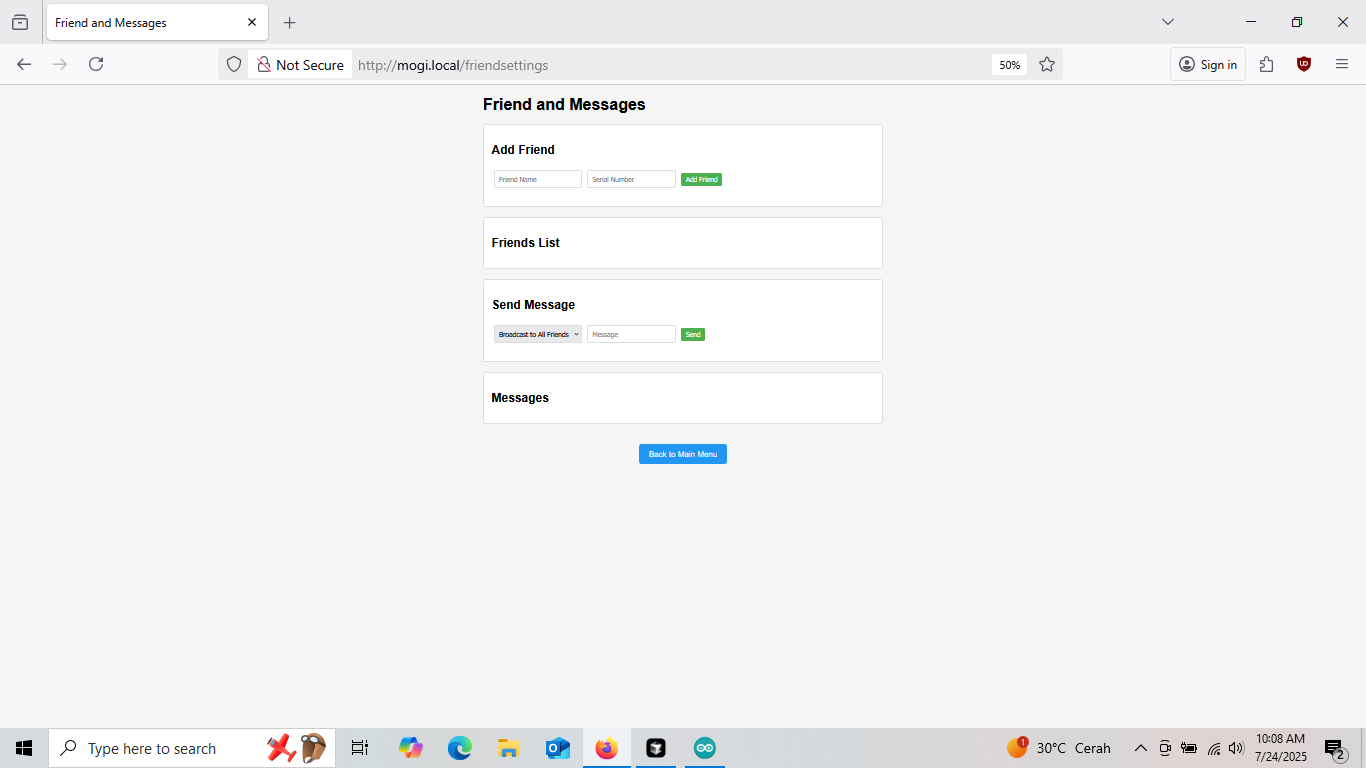 Friend and Messages
Not Secure http://mogi.local/friendsettings 50% Sign in
Friend and Messages
Add Friend
Friend Name Serial Number Add Friend
Friends List
Send Message
Broadcast to All Friends Message Send
Messages
Back to Main Menu
Type here to search 1 30°C Cerah 10:08 AM
7/24/2025 2